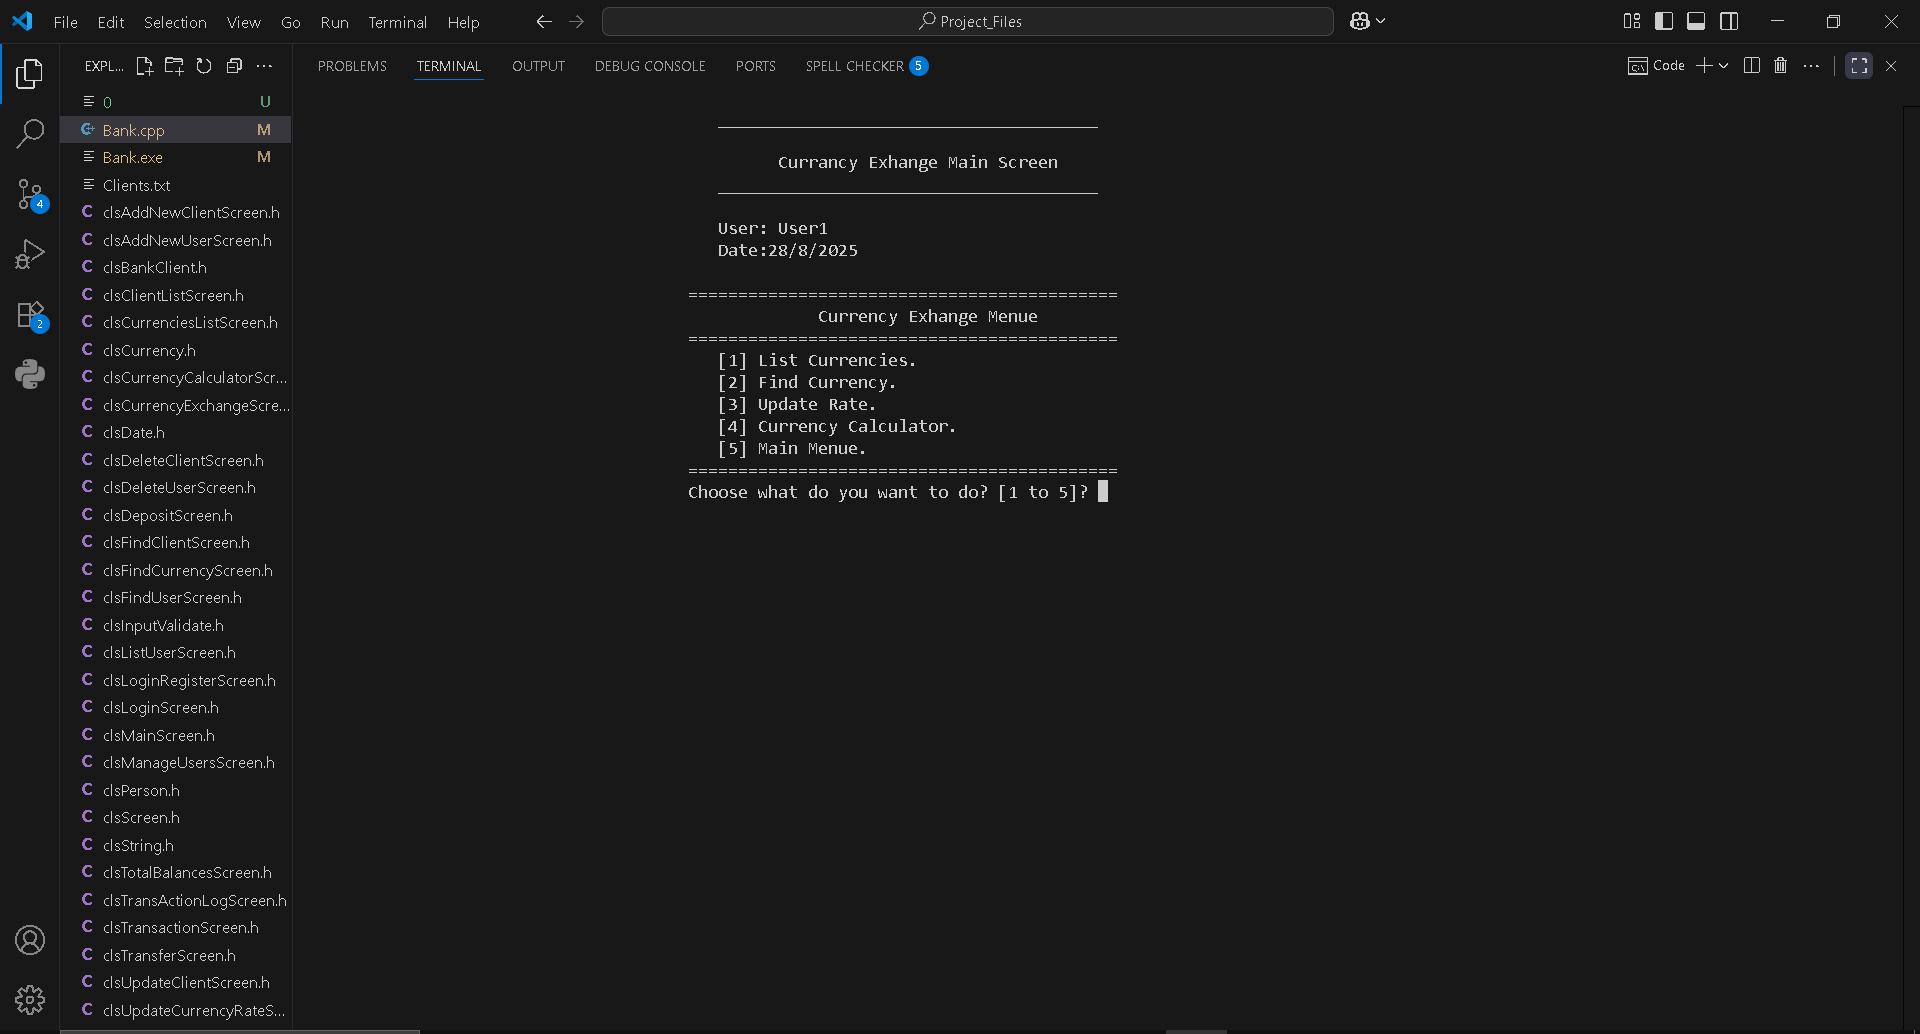 File Edit Selection View Go Run Terminal Help
Project_Files
EXPL...
PROBLEMS TERMINAL OUTPUT DEBUG CONSOLE PORTS SPELL CHECKER 5
Code
0 U
Bank.cpp M
Bank.exe M
Clients.txt
clsAddNewClientScreen.h
clsAddNewUserScreen.h
clsBankClient.h
clsClientListScreen.h
clsCurrenciesListScreen.h
clsCurrency.h
clsCurrencyCalculatorScr...
clsCurrencyExchangeScre...
clsDate.h
clsDeleteClientScreen.h
clsDeleteUserScreen.h
clsDepositScreen.h
clsFindClientScreen.h
clsFindCurrencyScreen.h
clsFindUserScreen.h
clsInputValidate.h
clsListUserScreen.h
clsLoginRegisterScreen.h
clsLoginScreen.h
clsMainScreen.h
clsManageUsersScreen.h
clsPerson.h
clsScreen.h
clsString.h
clsTotalBalancesScreen.h
clsTransActionLogScreen.h
clsTransactionScreen.h
clsTransferScreen.h
clsUpdateClientScreen.h
clsUpdateCurrencyRateS...
4
2
Currancy Exhange Main Screen
User: User1
Date:28/8/2025
===========================================
Currency Exhange Menue
===========================================
[1] List Currencies.
[2] Find Currency.
[3] Update Rate.
[4] Currency Calculator.
[5] Main Menue.
===========================================
Choose what do you want to do? [1 to 5]?